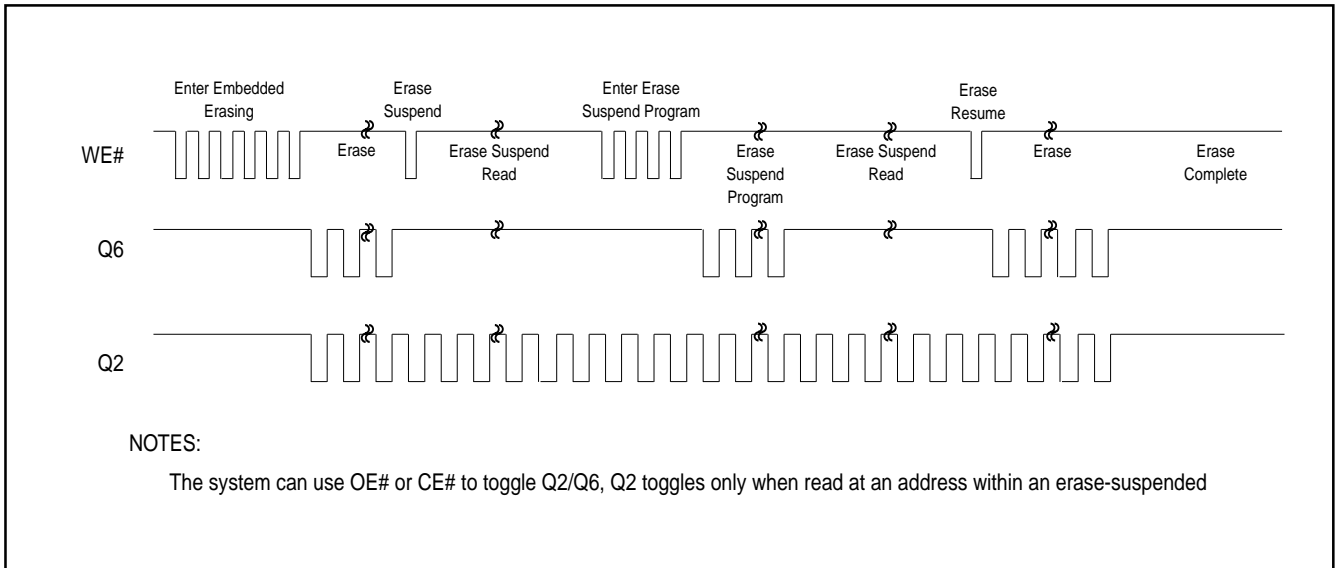 Enter Embedded
Erasing
Erase
Suspend
Enter Erase
Suspend Program
Erase
Resume
WE#
Erase
Erase Suspend
Read
Erase
Suspend
Program
Erase Suspend
Read
Erase
Erase
Complete
Q6
Q2
NOTES:
The system can use OE# or CE# to toggle Q2/Q6, Q2 toggles only when read at an address within an erase-suspended